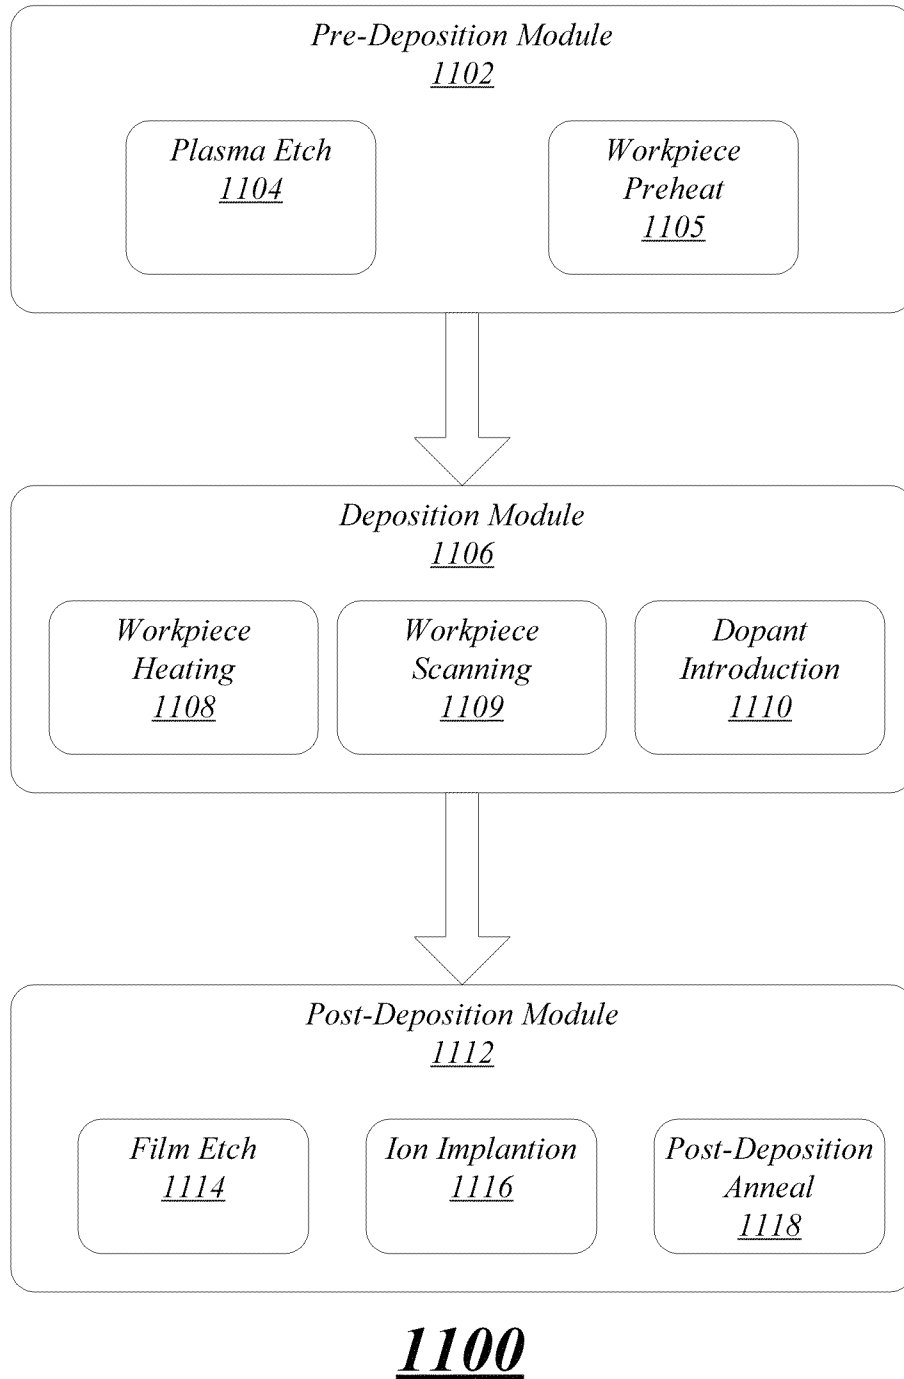 Pre-Deposition Module
1102
Plasma Etch
1104
Workpiece
Preheat
1105
Deposition Module
1106
Workpiece
Heating
1108
Workpiece
Scanning
1109
Dopant
Introduction
1110
Post-Deposition Module
1112
Film Etch
1114
Ion Implantion
1116
Post-Deposition
Anneal
1118
1100